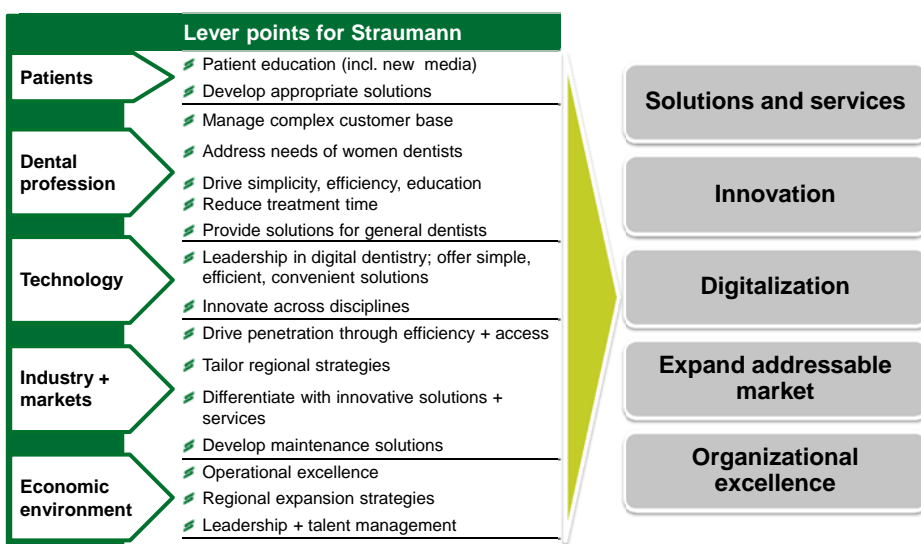 Lever points for Straumann
Patients
Patient education (incl. new media)
Develop appropriate solutions
Dental
profession
Manage complex customer base
Address needs of women dentists
Drive simplicity, efficiency, education
Reduce treatment time
Provide solutions for general dentists
Technology
Leadership in digital dentistry; offer simple,
efficient, convenient solutions
Innovate across disciplines
Industry +
markets
Drive penetration through efficiency + access
Tailor regional strategies
Differentiate with innovative solutions +
services
Develop maintenance solutions
Economic
environment
Operational excellence
Regional expansion strategies
Leadership + talent management
Solutions and services
Innovation
Digitalization
Expand addressable
market
Organizational
excellence